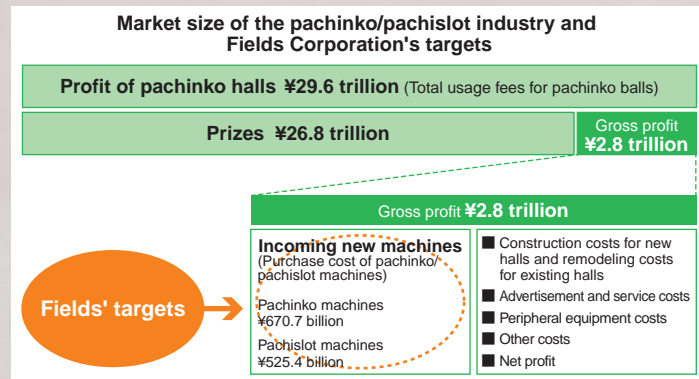 Market size of the pachinko/pachislot industry and
Fields Corporation's targets
Profit of pachinko halls ¥29.6 trillion (Total usage fees for pachinko balls)
Prizes ¥26.8 trillion
Gross profit
¥2.8 trillion
Gross profit ¥2.8 trillion
Fields' targets
Incoming new machines
(Purchase cost of pachinko/
pachislot machines)
Pachinko machines
¥670.7 billion
Pachislot machines
¥525.4 billion
■ Construction costs for new
halls and remodeling costs
for existing halls
■ Advertisement and service costs
■ Peripheral equipment costs
■ Other costs
■ Net profit